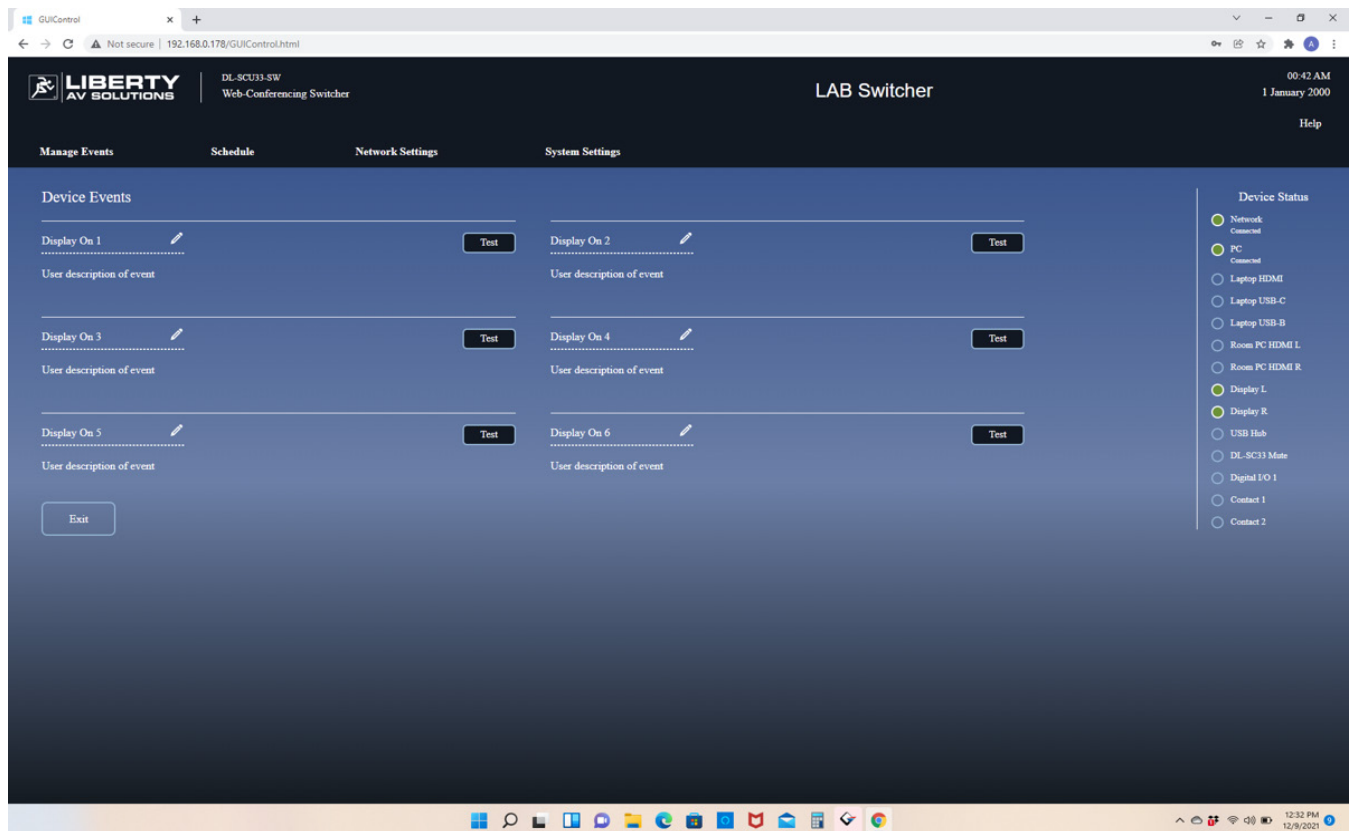 GUIControl
Not secure | 192.168.0.178/GUIControl.html
A
LIBERTY
AV SOLUTIONS
DL-SCU33-SW
Web-Conferencing Switcher
LAB Switcher
00:42 AM
1 January 2000
Help
Manage Events
Schedule
Network Settings
System Settings
Device Events
Display On 1
Test
User description of event
Display On 2
Test
User description of event
Display On 3
Test
User description of event
Display On 4
Test
User description of event
Display On 5
Test
User description of event
Display On 6
Test
User description of event
Exit
Device Status
Network
Connected
PC
Connected
Laptop HDMI
Laptop USB-C
Laptop USB-B
Room PC HDMI L
Room PC HDMI R
Display L
Display R
USB Hub
DL-SC33 Mute
Digital I/O 1
Contact 1
Contact 2
12:32 PM
12/9/2021